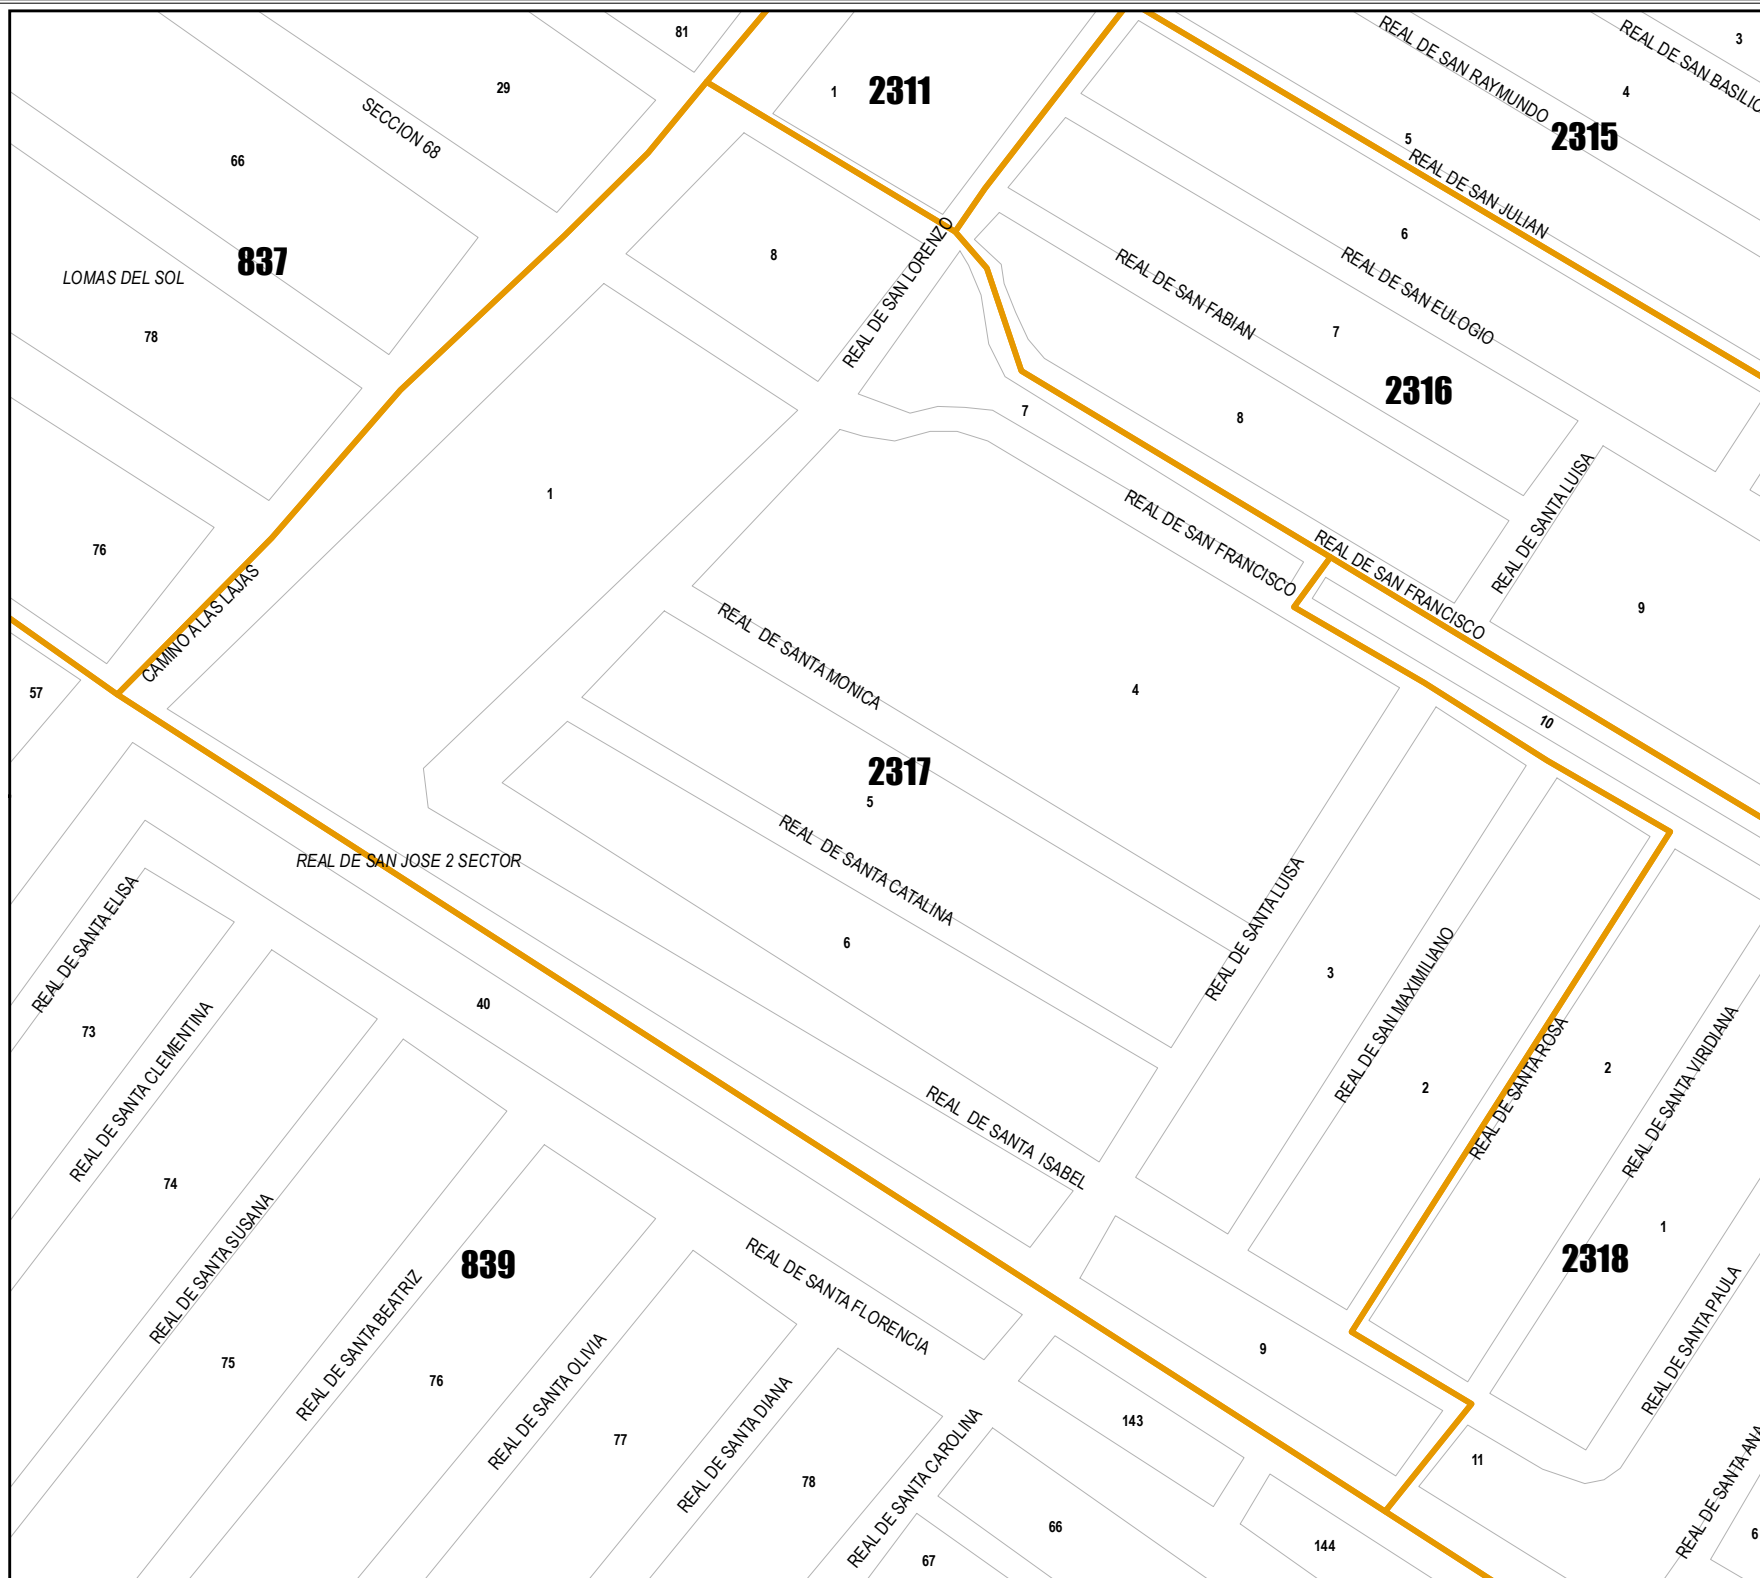 81
3
REAL DE SAN RAYMUNDO
REAL DE SAN BASILIO
29
1
2311
4
SECCION 68
5
2315
66
REAL DE SAN JULIAN
837
LOMAS DEL SOL
8
REAL DE SAN LORENZO
6
REAL DE SAN FABIAN
REAL DE SAN EULOGIO
78
7
2316
7
8
1
REAL DE SAN FRANCISCO
REAL DE SANTA LUISA
76
CAMINO A LAS LAJAS
REAL DE SAN FRANCISCO
9
57
REAL DE SANTA MONICA
4
10
2317
5
REAL DE SAN JOSE 2 SECTOR
REAL DE SANTA CATALINA
REAL DE SANTA LUISA
REAL DE SANTA ELISA
6
3
REAL DE SAN MAXIMILIANO
40
73
REAL DE SANTA CLEMENTINA
REAL DE SANTA ROSA
2
REAL DE SANTA VIRIDIANA
2
REAL DE SANTA ISABEL
74
REAL DE SANTA SUSANA
1
839
REAL DE SANTA FLORENCIA
2318
REAL DE SANTA BEATRIZ
REAL DE SANTA PAULA
75
76
REAL DE SANTA OLIVIA
9
REAL DE SANTA DIANA
143
77
REAL DE SANTA CAROLINA
11
78
REAL DE SANTA ANA
66
6
144
67